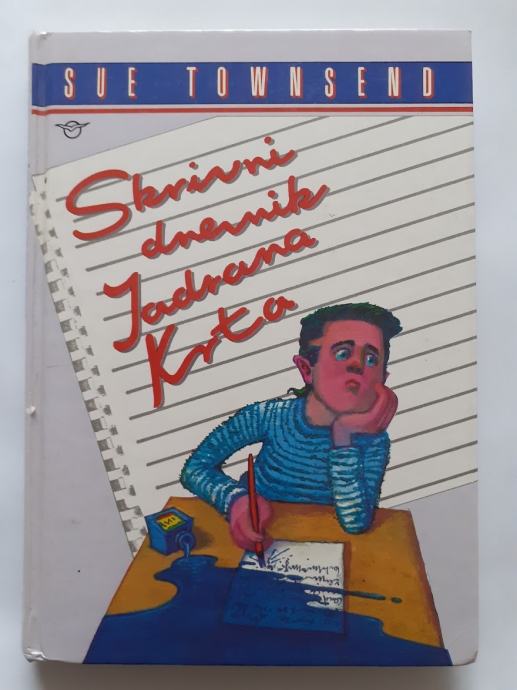 SUE TOWNSEND
Skrivni
dnevnik
Jadrana
Krta